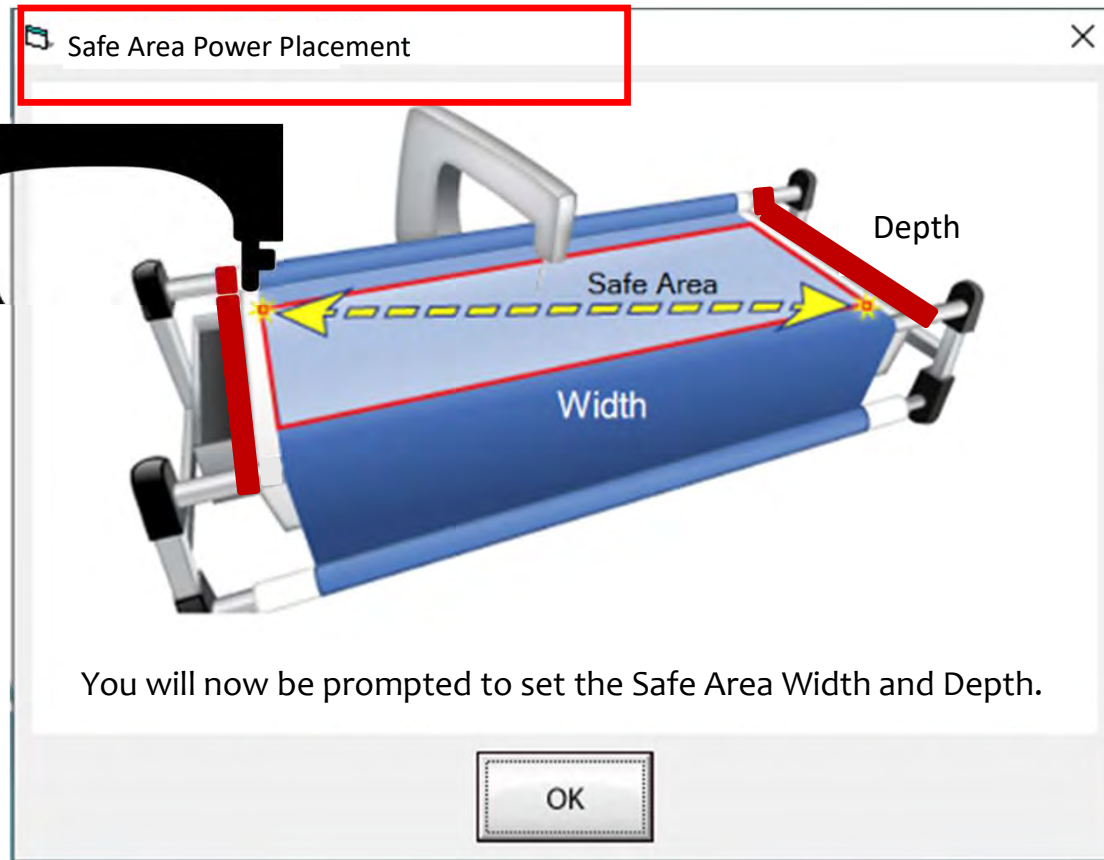 Safe Area Power Placement
Depth
Safe Area
Width
You will now be prompted to set the Safe Area Width and Depth.
OK